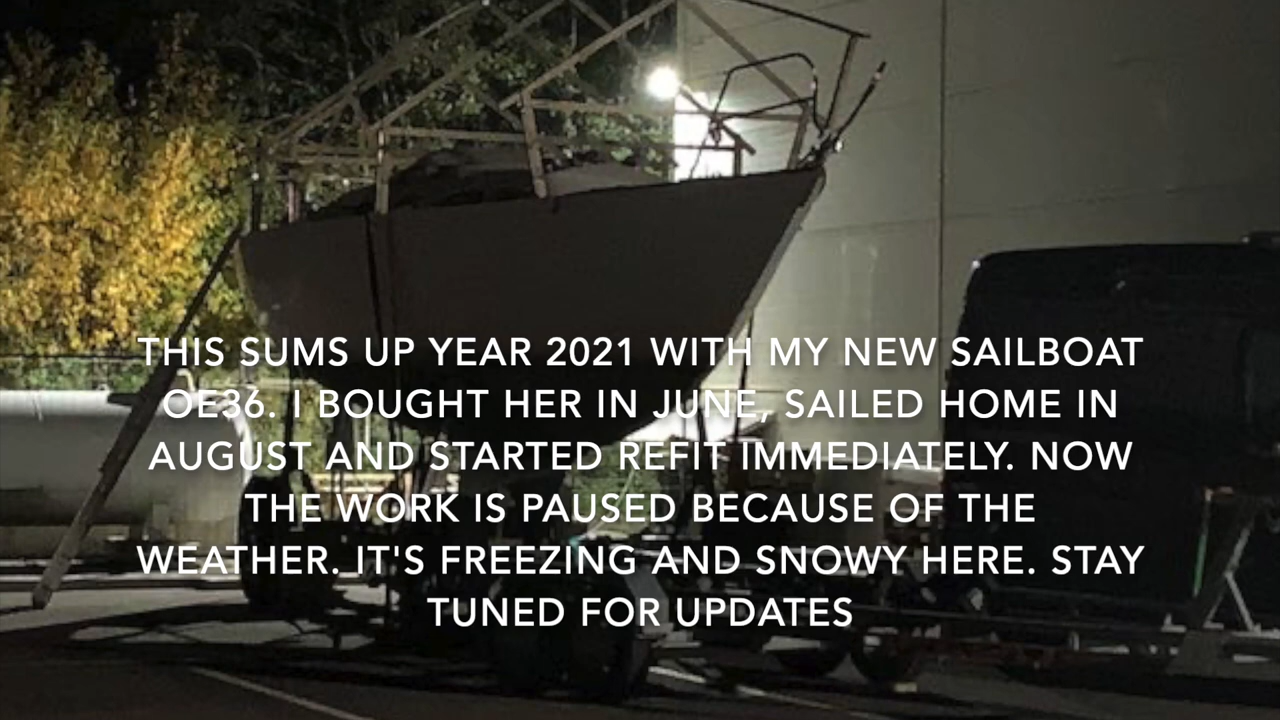 THIS SUMS UP YEAR 2021 WITH MY NEW SAILBOAT
OE36. I BOUGHT HER IN JUNE, SAILED HOME IN
AUGUST AND STARTED REFIT IMMEDIATELY. NOW
THE WORK IS PAUSED BECAUSE OF THE
WEATHER. IT'S FREEZING AND SNOWY HERE. STAY
TUNED FOR UPDATES